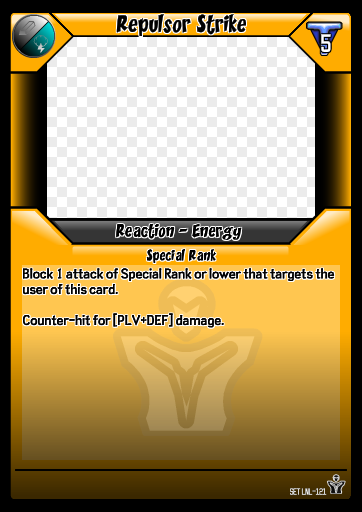 Repulsor Strike
5
Reaction - Energy
Special Rank
Block 1 attack of Special Rank or lower that targets the
user of this card.
Counter-hit for [PLV+DEF] damage.
SET LNL-121